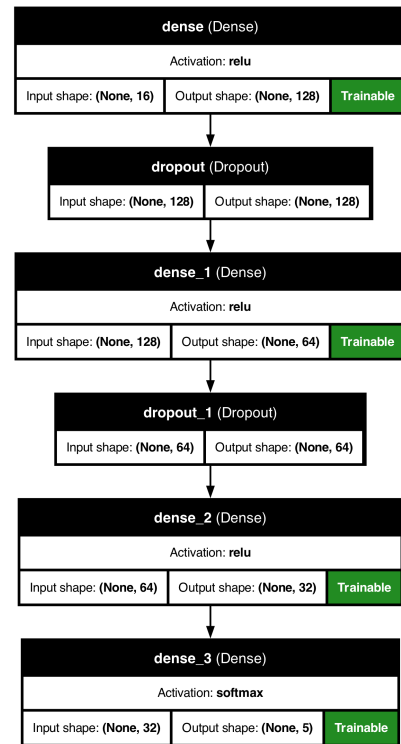 dense (Dense)
Activation: relu
Input shape: (None, 16) Output shape: (None, 128) Trainable
dropout (Dropout)
Input shape: (None, 128) Output shape: (None, 128)
dense_1 (Dense)
Activation: relu
Input shape: (None, 128) Output shape: (None, 64) Trainable
dropout_1 (Dropout)
Input shape: (None, 64) Output shape: (None, 64)
dense_2 (Dense)
Activation: relu
Input shape: (None, 64) Output shape: (None, 32) Trainable
dense_3 (Dense)
Activation: softmax
Input shape: (None, 32) Output shape: (None, 5) Trainable